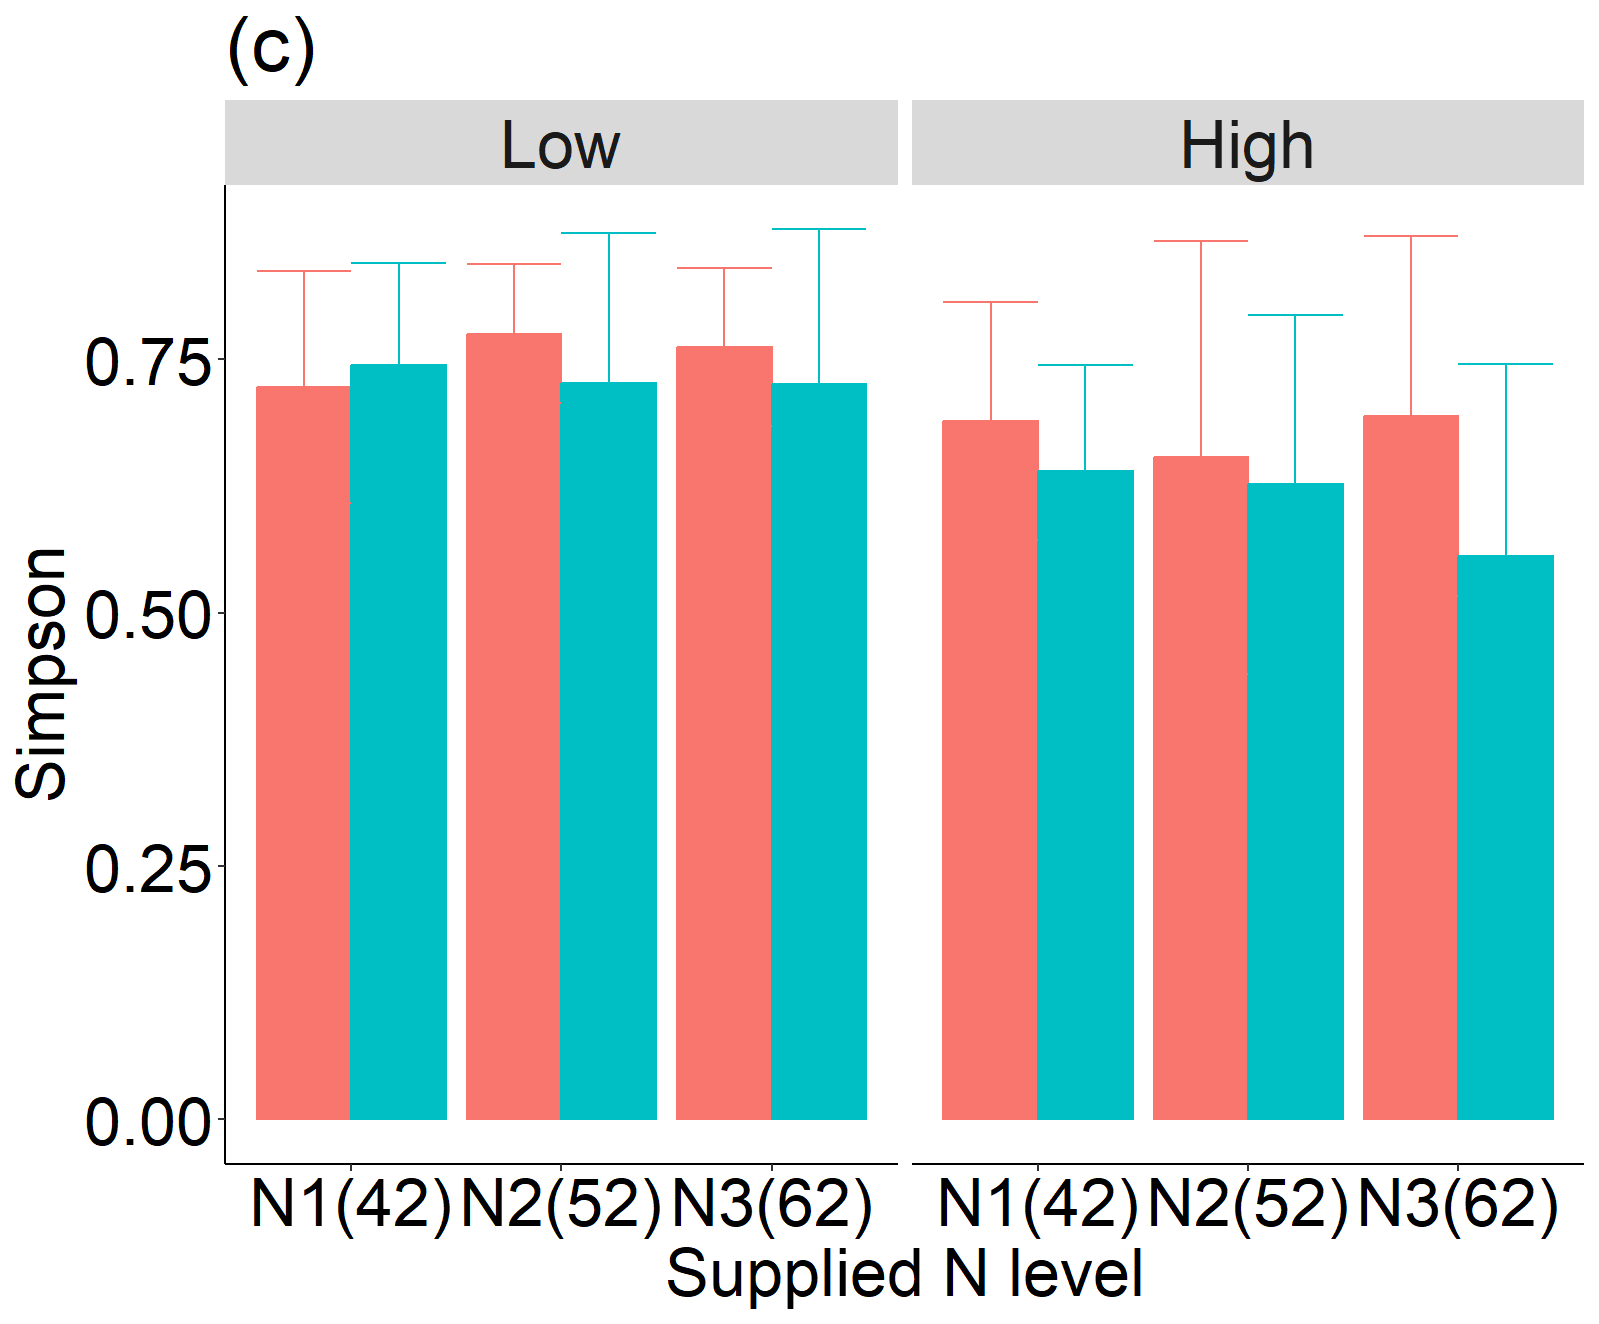 (c)
Low High
0.75
0.50
0.25
0.00
Simpson
N1(42) N2(52) N3(62) N1(42) N2(52) N3(62)
Supplied N level